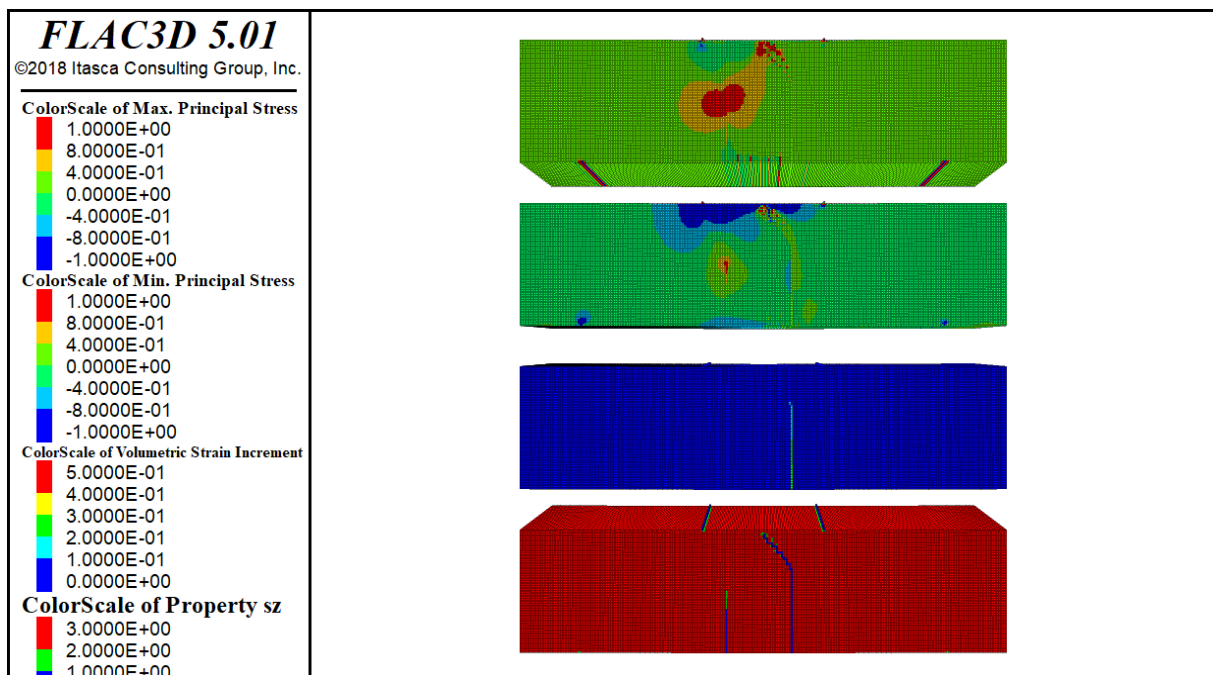 FLAC3D 5.01
©2018 Itasca Consulting Group, Inc.
ColorScale of Max. Principal Stress
1.0000E+00
8.0000E-01
4.0000E-01
0.0000E+00
-4.0000E-01
-8.0000E-01
-1.0000E+00
ColorScale of Min. Principal Stress
1.0000E+00
8.0000E-01
4.0000E-01
0.0000E+00
-4.0000E-01
-8.0000E-01
-1.0000E+00
ColorScale of Volumetric Strain Increment
5.0000E-01
4.0000E-01
3.0000E-01
2.0000E-01
1.0000E-01
0.0000E+00
ColorScale of Property sz
3.0000E+00
2.0000E+00
1.0000E+00